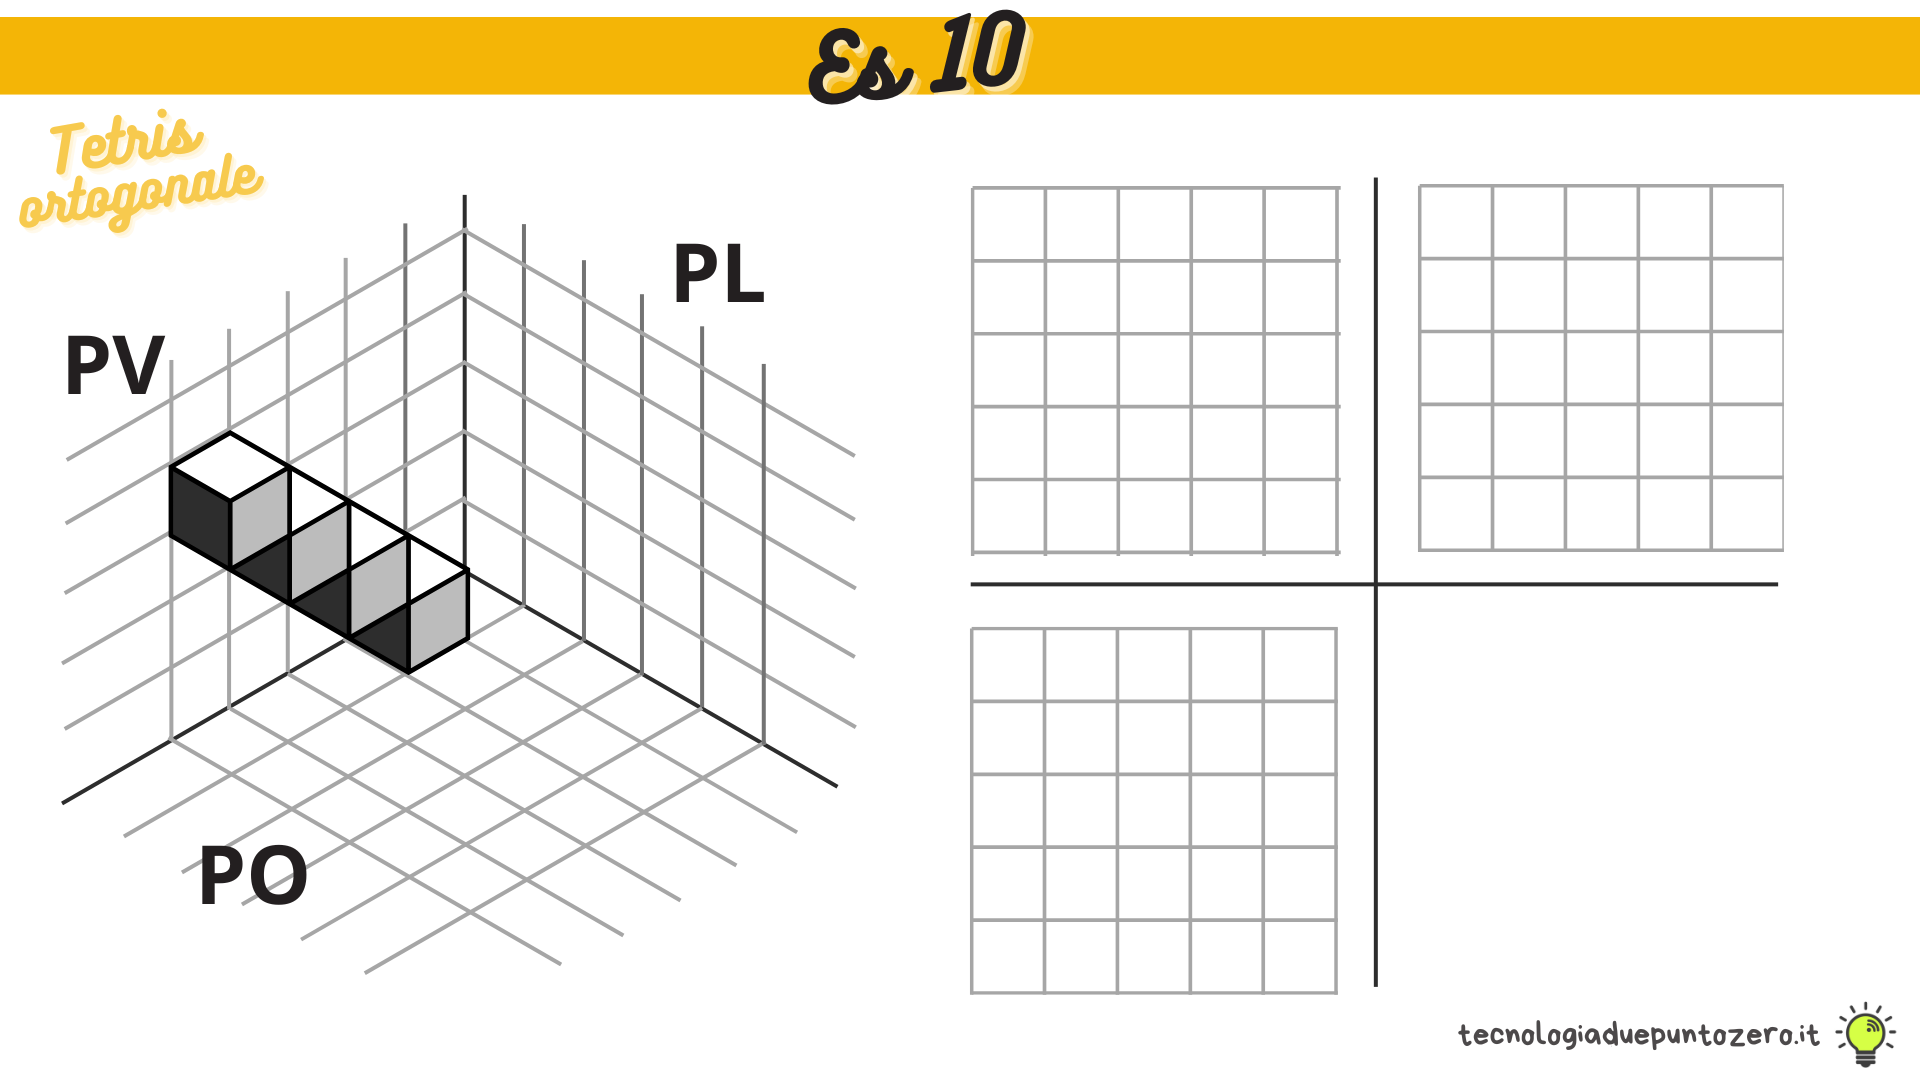 Es 10
Tetris
ortogonale
PL
PV
PO
tecnologiaduepuntozero.it